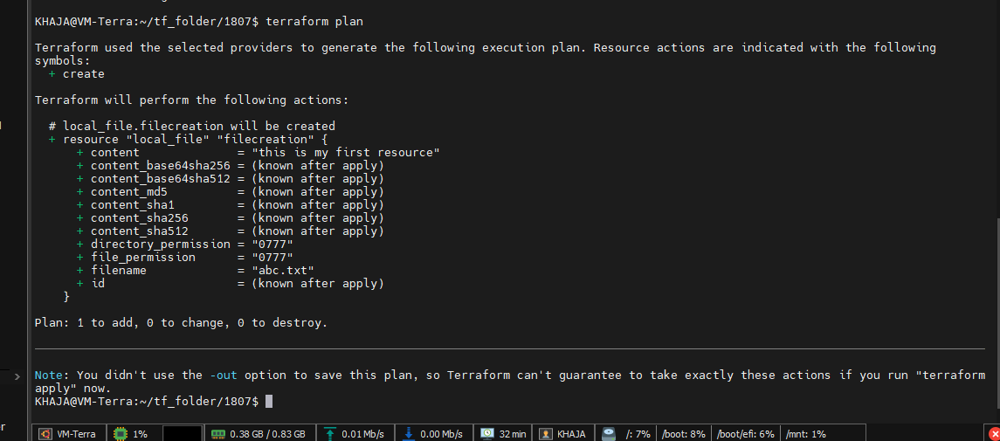 KHAJA@VM-Terra:~/tf_folder/1807$ terraform plan
Terraform used the selected providers to generate the following execution plan. Resource actions are indicated with the following
symbols:
+ create
Terraform will perform the following actions:
# local_file.filecreation will be created
+ resource "local_file" "filecreation" {
+ content = "this is my first resource"
+ content_base64sha256 = (known after apply)
+ content_base64sha512 = (known after apply)
+ content_md5 = (known after apply)
+ content_sha1 = (known after apply)
+ content_sha256 = (known after apply)
+ content_sha512 = (known after apply)
+ directory_permission = "0777"
+ file_permission = "0777"
+ filename = "abc.txt"
+ id = (known after apply)
}
Plan: 1 to add, 0 to change, 0 to destroy.
Note: You didn't use the -out option to save this plan, so Terraform can't guarantee to take exactly these actions if you run "terraform
apply" now.
KHAJA@VM-Terra:~/tf_folder/1807$
VM-Terra 1% 0.38 GB / 0.83 GB 0.01 Mb/s 0.00 Mb/s 32 min KHAJA /: 7% /boot: 8% /boot/efi: 6% /mnt: 1%